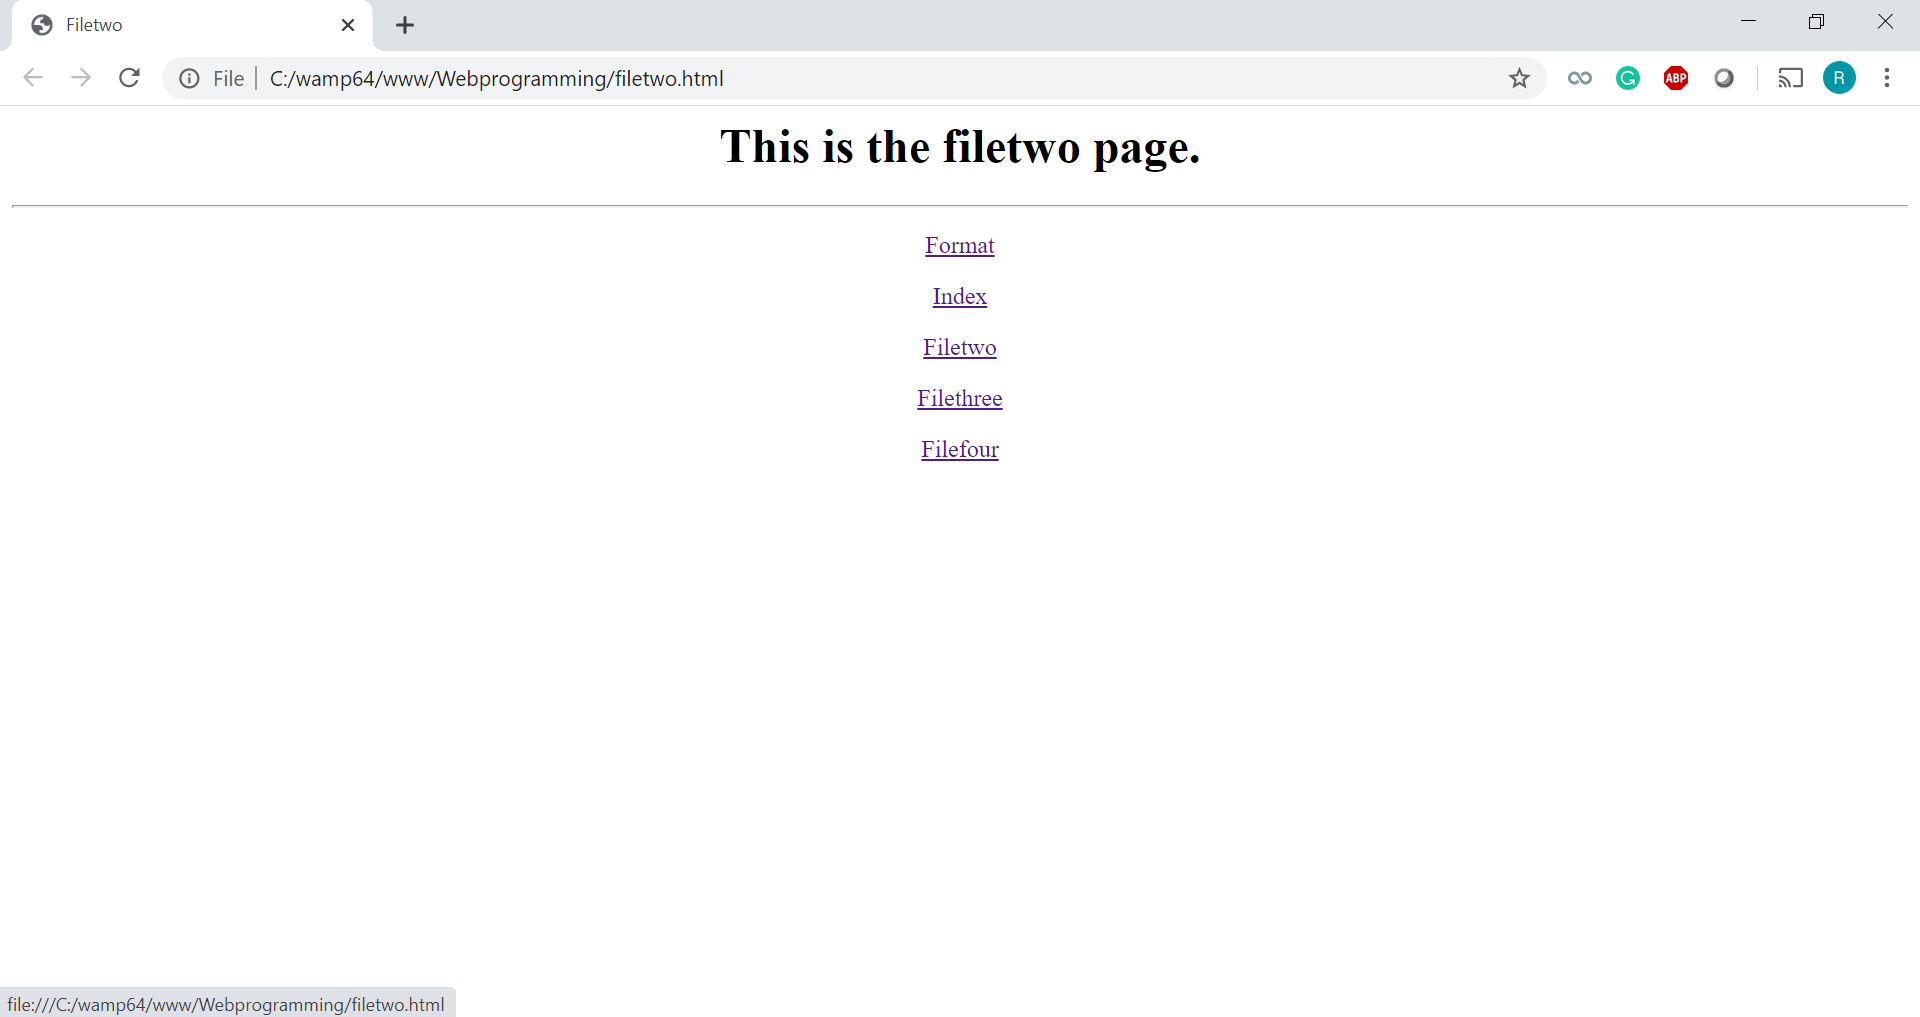 Filetwo
File
C:/wamp64/www/Webprogramming/filetwo.html
ABP
R
This is the filetwo page.
Format
Index
Filetwo
Filethree
Filefour
file:///C:/wamp64/www/Webprogramming/filetwo.html